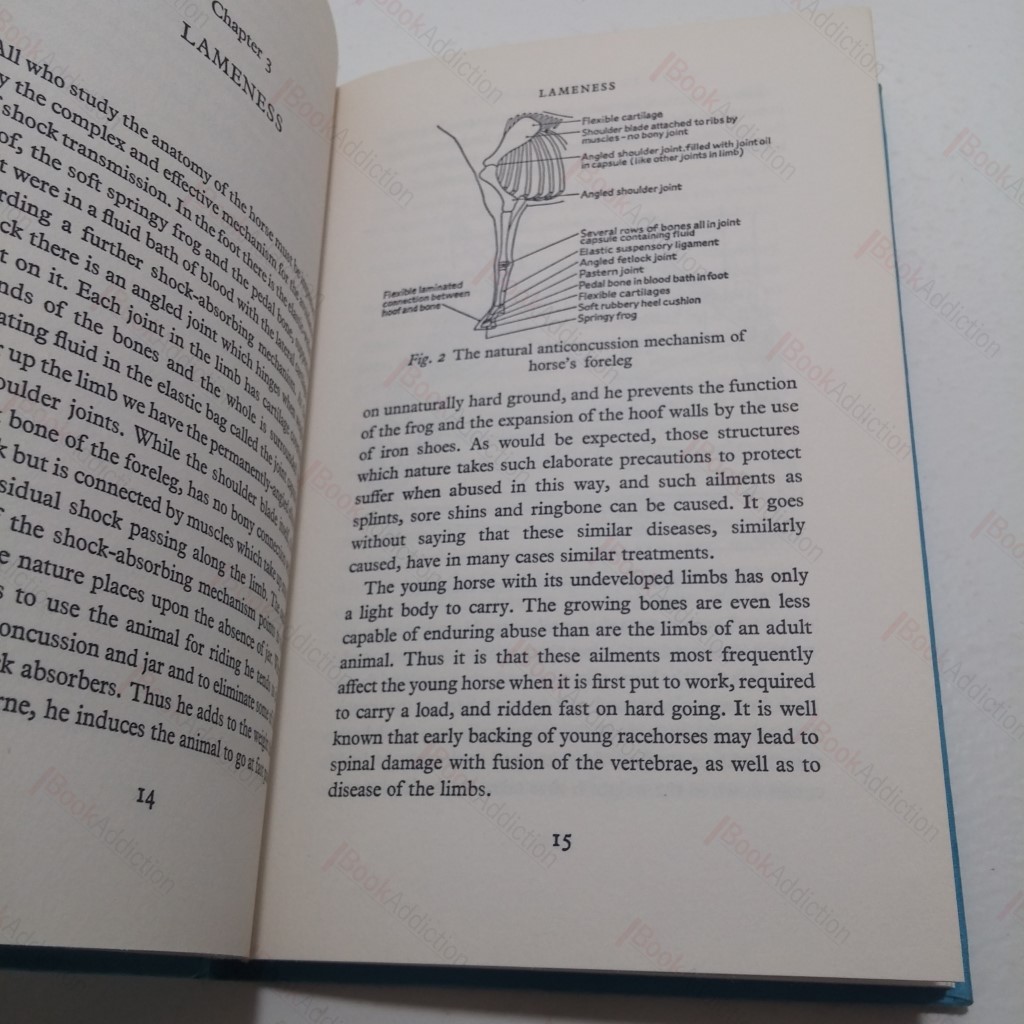 Chapter 3
LAMENESS
All who study the anatomy of the horse must be
the complex and effective mechanism for the
shock transmission. In the foot there is the
of, the soft springy frog and the pedal bone,
were in a fluid bath of blood with the lateral
a further shock-absorbing mechanism.
there is an angled joint which hinges when
on it. Each joint in the limb has cartilage
of the bones and the whole is
fluid in the elastic bag called the joint
up the limb we have the permanently-angled
joints. While the shoulder blade
bone of the foreleg, has no bony connection
but is connected by muscles which take up
residual shock passing along the limb. The
the shock-absorbing mechanism
nature places upon the absence of jar.
to use the animal for riding he tends
concussion and jar and to eliminate some
absorbers. Thus he adds to the weight
he induces the animal to go at fast
14
LAMENESS
Flexible cartilage
Shoulder blade attached to ribs by
muscles – no bony joint
Angled shoulder joint. filled with joint oil
in capsule (like other joints in limb)
Angled shoulder joint
Several rows of bones all in joint
capsule containing fluid
Elastic suspensory ligament
Angled fetlock joint
Pastern joint
Pedal bone in blood bath in foot
Flexible cartilages
Soft rubbery heel cushion
Springy frog
Flexible laminated
connection between
hoof and bone
Fig. 2 The natural anticoncussion mechanism of
horse's foreleg
on unnaturally hard ground, and he prevents the function
of the frog and the expansion of the hoof walls by the use
of iron shoes. As would be expected, those structures
which nature takes such elaborate precautions to protect
suffer when abused in this way, and such ailments as
splints, sore shins and ringbone can be caused. It goes
without saying that these similar diseases, similarly
caused, have in many cases similar treatments.
The young horse with its undeveloped limbs has only
a light body to carry. The growing bones are even less
capable of enduring abuse than are the limbs of an adult
animal. Thus it is that these ailments most frequently
affect the young horse when it is first put to work, required
to carry a load, and ridden fast on hard going. It is well
known that early backing of young racehorses may lead to
spinal damage with fusion of the vertebrae, as well as to
disease of the limbs.
15
BookAddiction